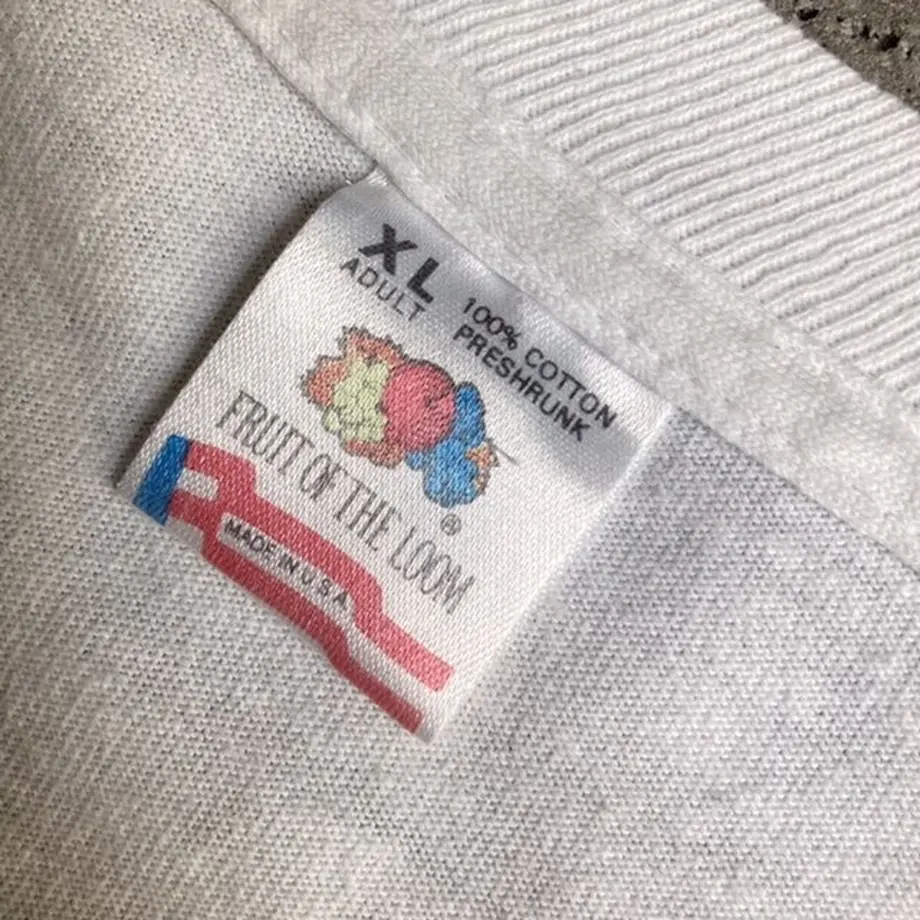 XL
ADULT
100% COTTON
PRESHRUNK
FRUIT OF THE LOOM
®
MADE IN U.S.A.